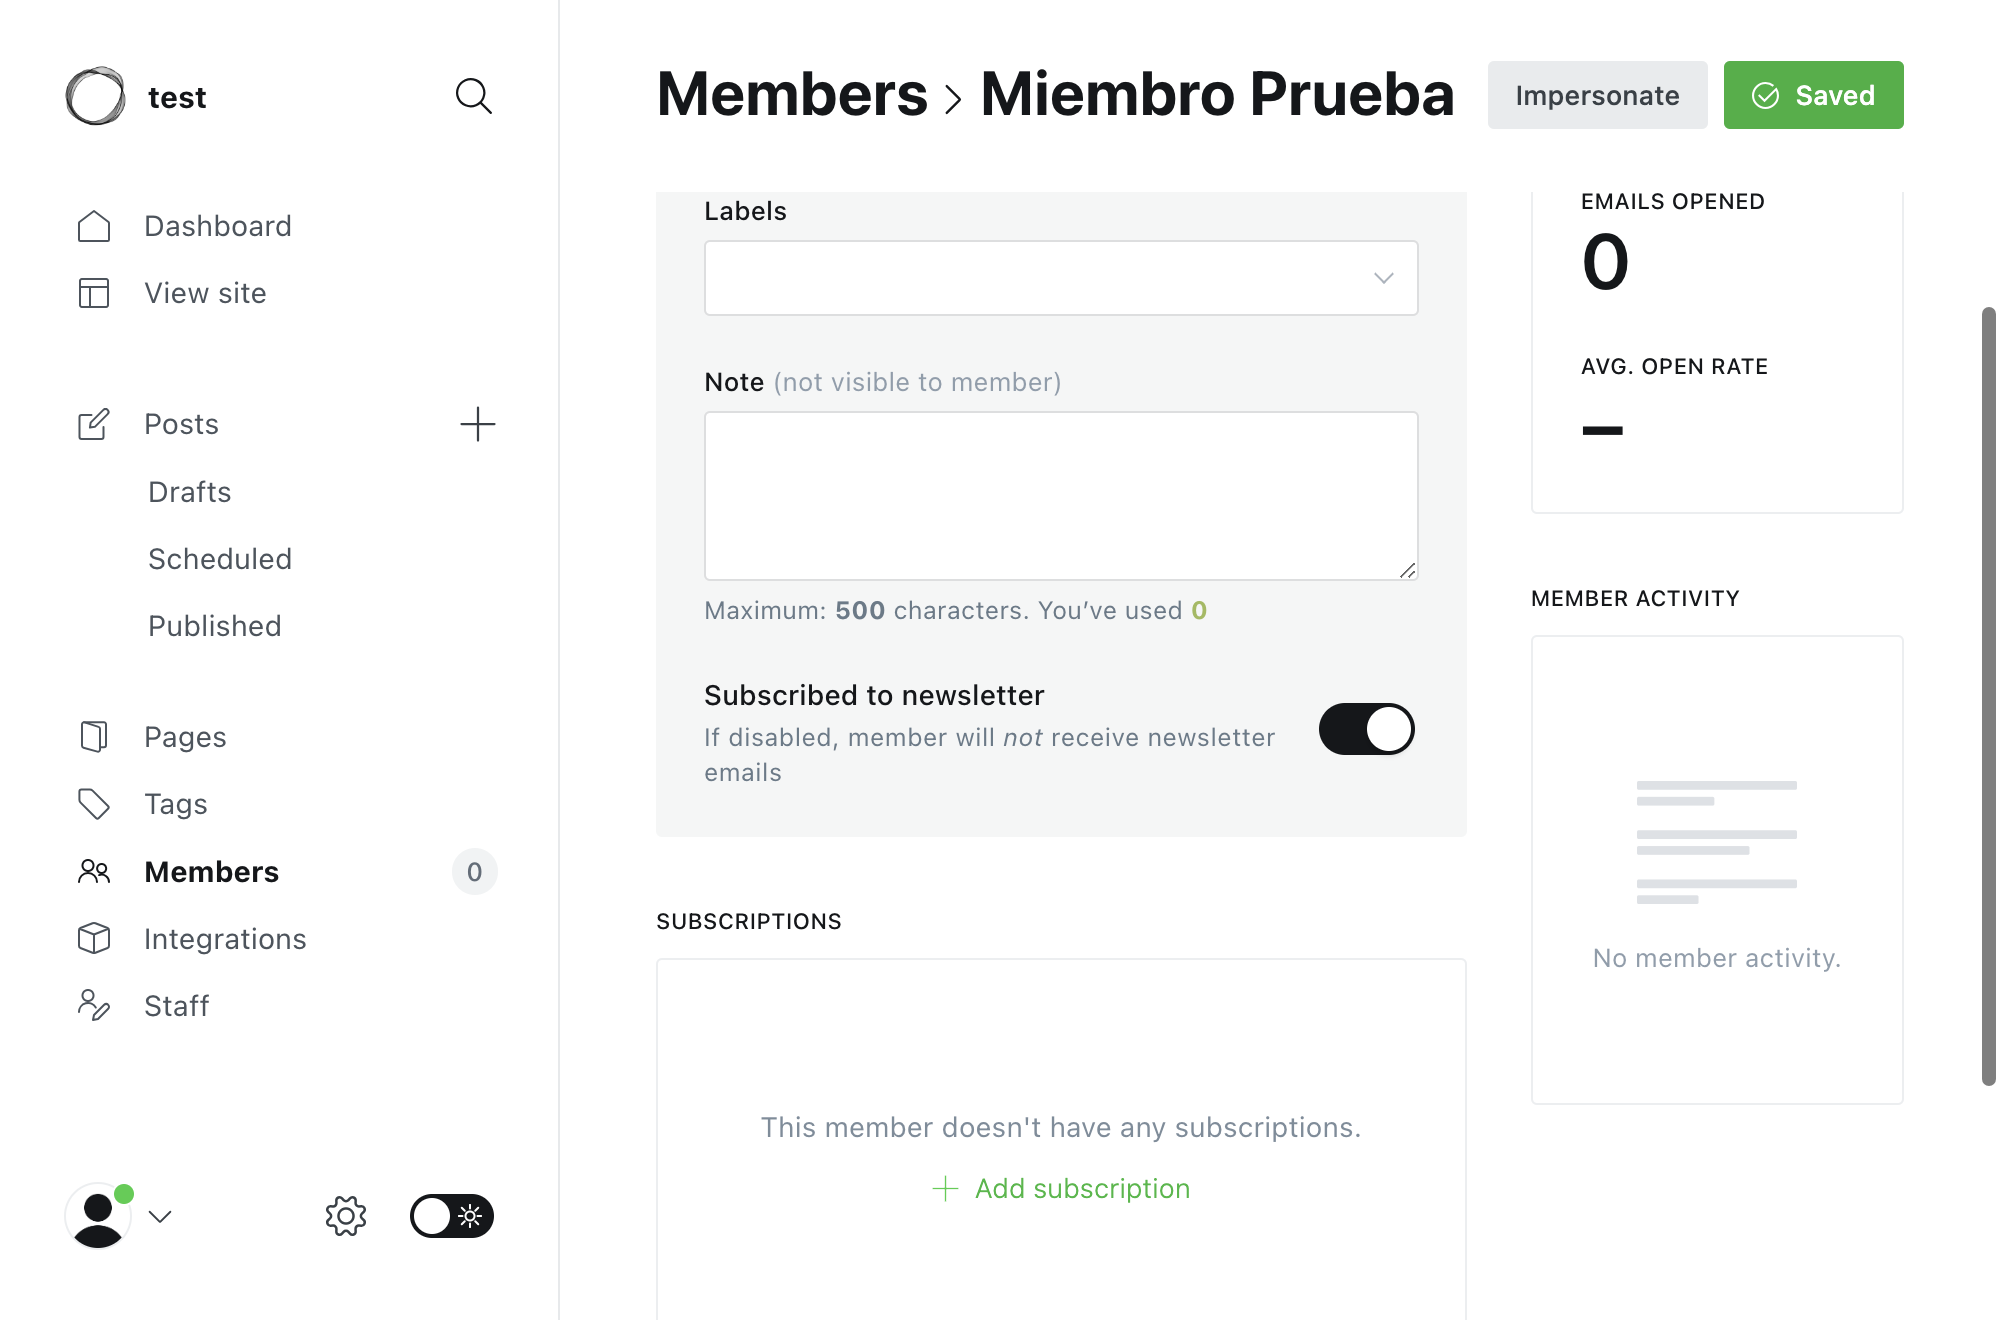 test
Dashboard
View site
Posts
Drafts
Scheduled
Published
Pages
Tags
Members 0
Integrations
Staff
Members > Miembro Prueba
Impersonate
Saved
Labels
Note (not visible to member)
Maximum: 500 characters. You’ve used 0
Subscribed to newsletter
If disabled, member will not receive newsletter
emails
SUBSCRIPTIONS
This member doesn't have any subscriptions.
+ Add subscription
EMAILS OPENED
0
AVG. OPEN RATE
–
MEMBER ACTIVITY
No member activity.